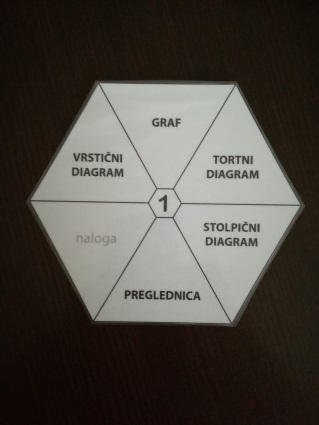 GRAF
VRSTIČNI
DIAGRAM
TORTNI
DIAGRAM
1
naloga
STOLPIČNI
DIAGRAM
PREGLEDNICA